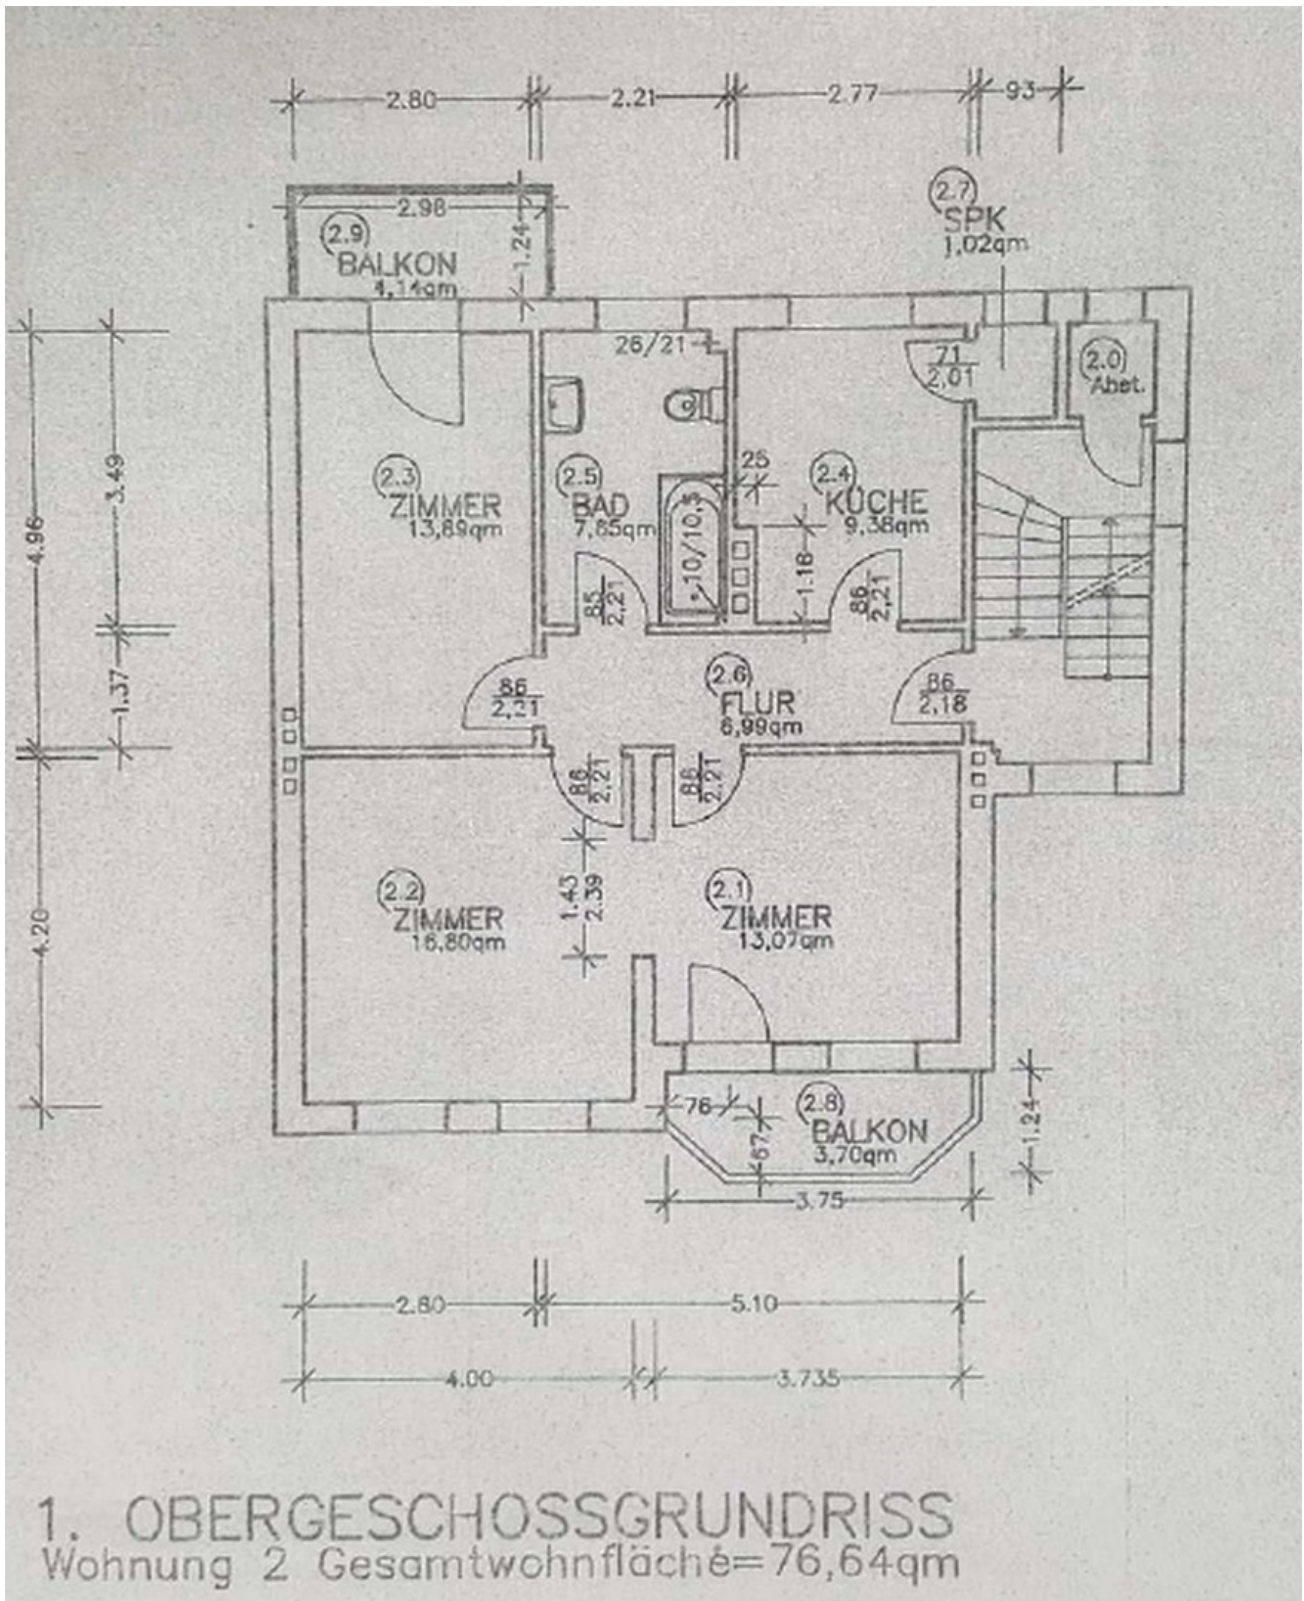 2.80
2.21
2.77
93
2.7
SPK
1,02qm
2.98
1.24
2.9
BALKON
4,14qm
26/21
71
2,01
2.0
Abst.
4.96
3.49
1.37
2.3
ZIMMER
13,89qm
2.5
BAD
7,65qm
10/10,5
25
2.4
KÜCHE
9,38qm
1.16
85
2,21
86
2,21
86
2,21
2.6
FLUR
6,99qm
86
2,18
86
2,21
86
2,21
4.20
2.2
ZIMMER
16,80qm
1.43
2.39
2.1
ZIMMER
13,07qm
76
67
2.8
BALKON
3,70qm
1.24
3.75
2.80
5.10
4.00
3.735
1. OBERGESCHOSSGRUNDRISS
Wohnung 2 Gesamtwohnfläche=76,64qm